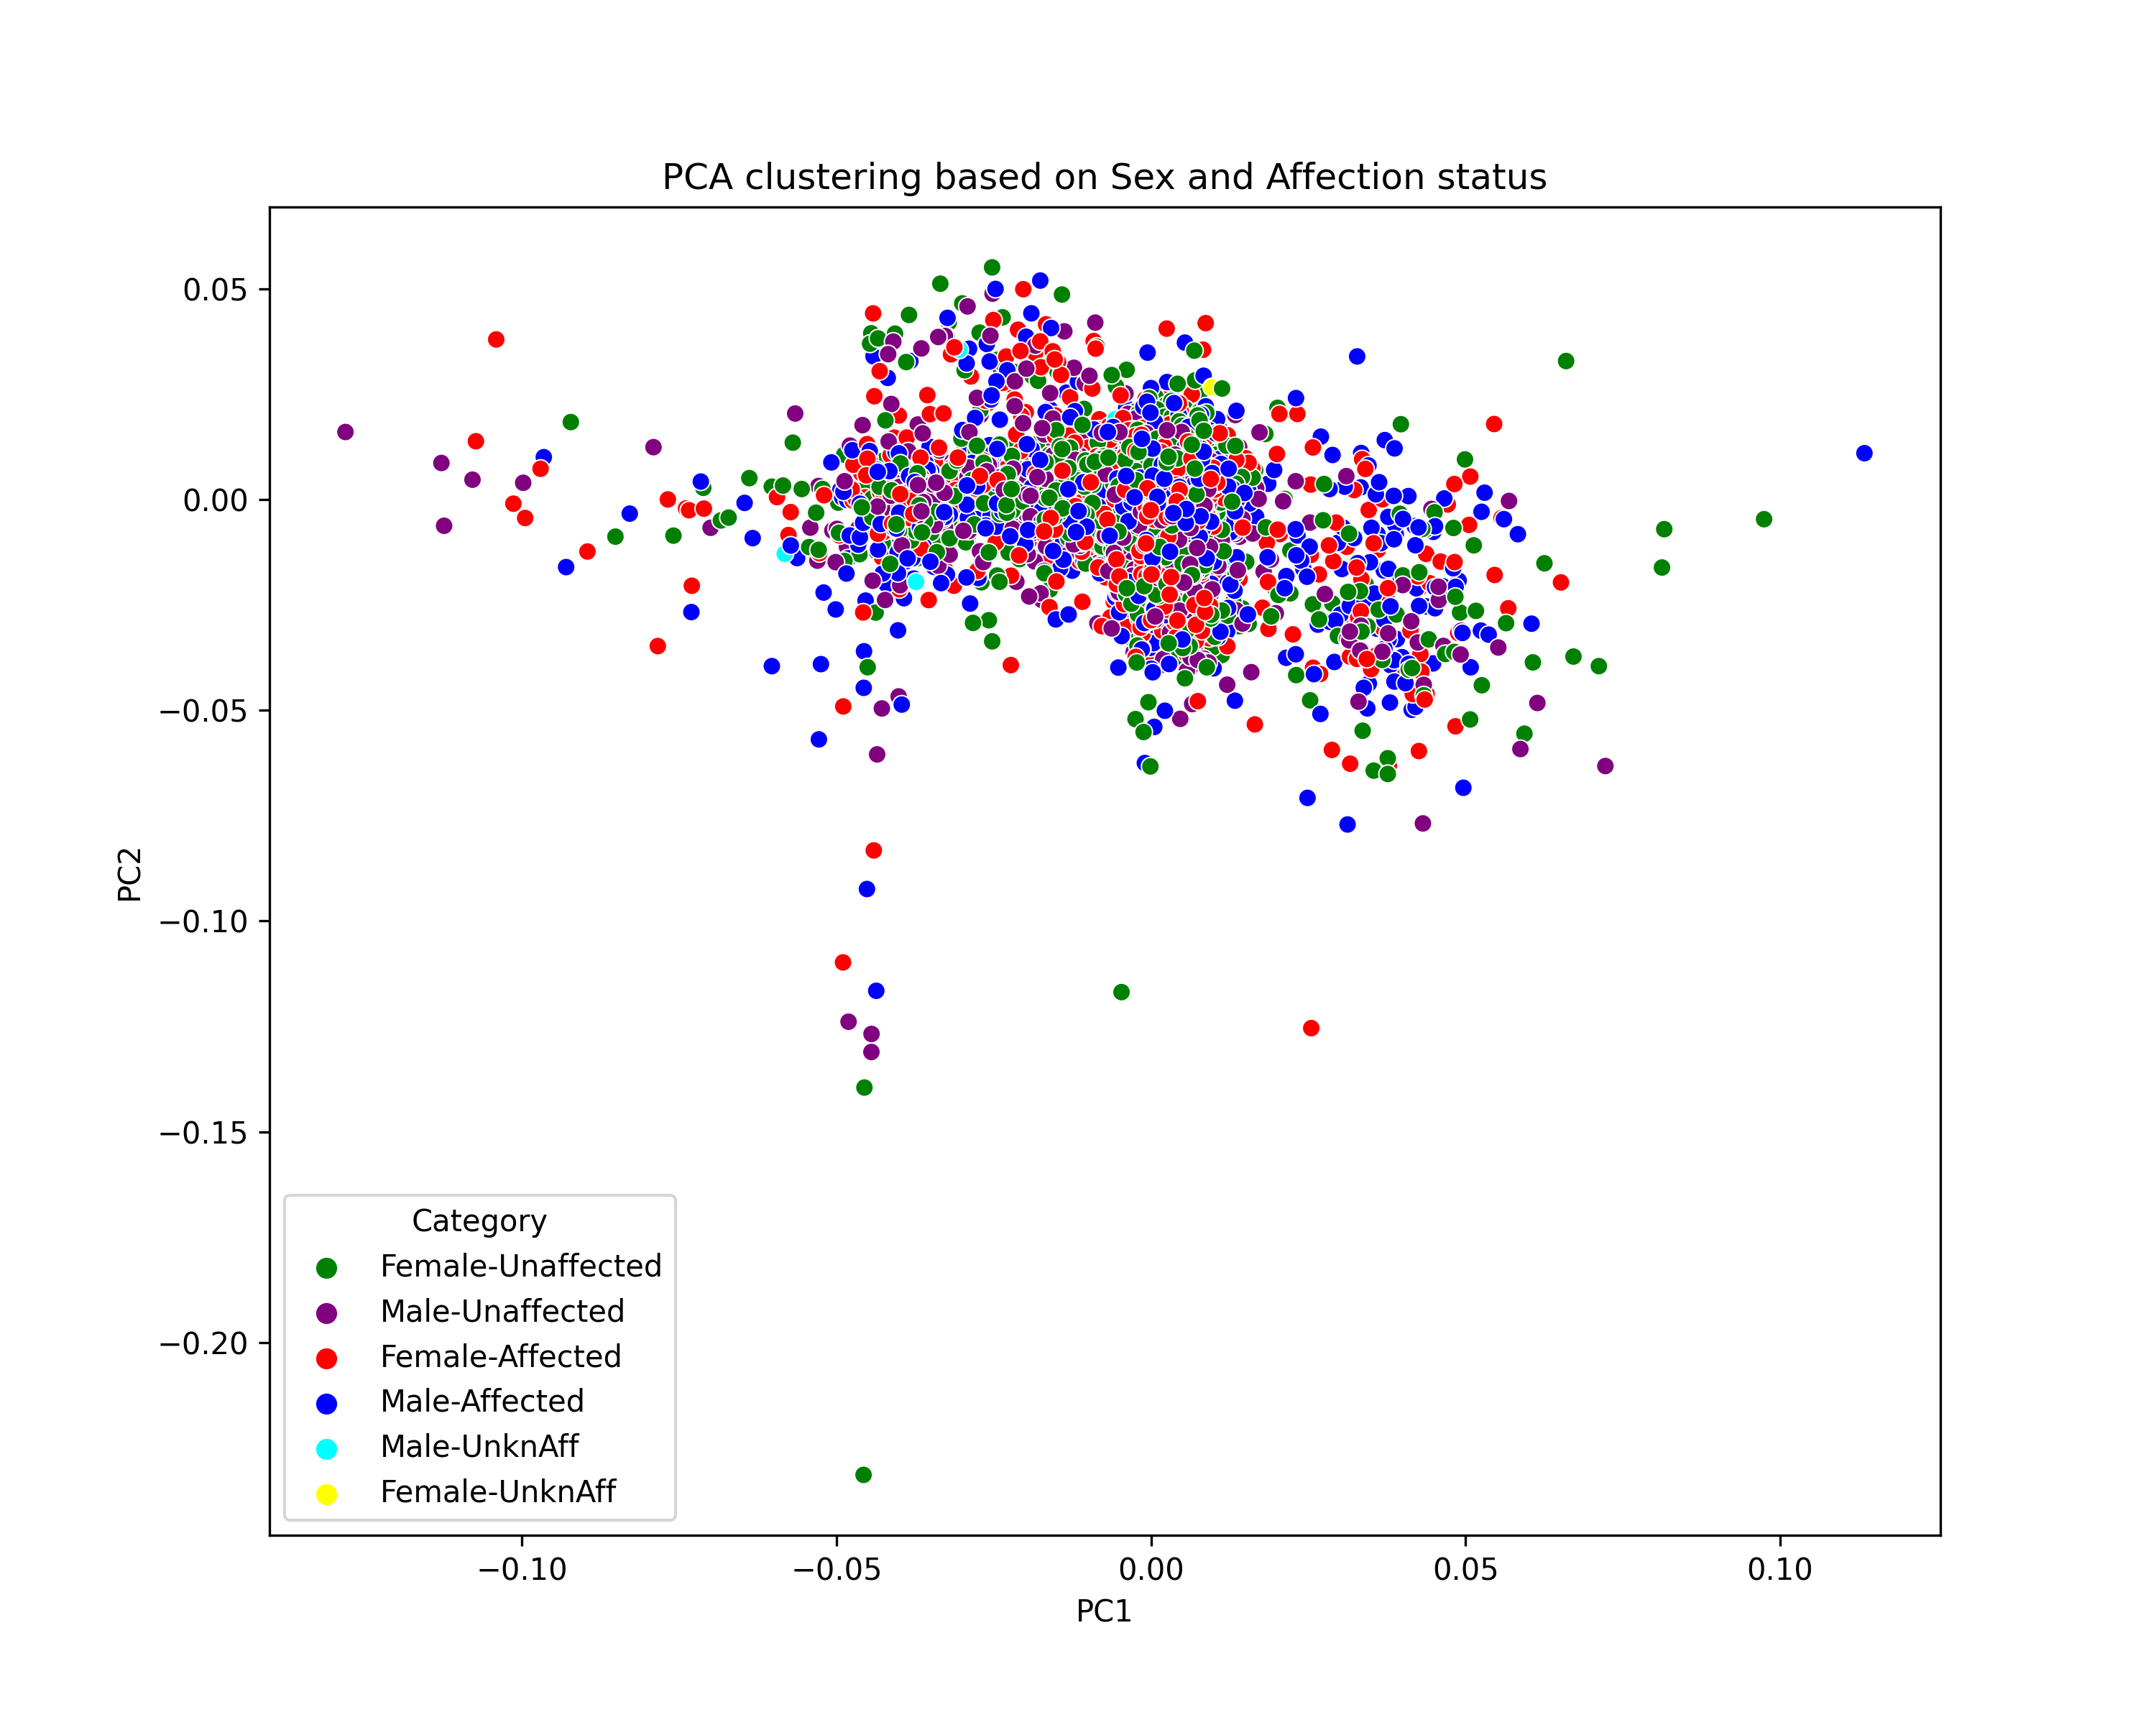 PCA clustering based on Sex and Affection status
0.05
0.00
−0.05
−0.10
−0.15
−0.20
PC2
Category
Female-Unaffected
Male-Unaffected
Female-Affected
Male-Affected
Male-UnknAff
Female-UnknAff
−0.10
−0.05
0.00
0.05
0.10
PC1